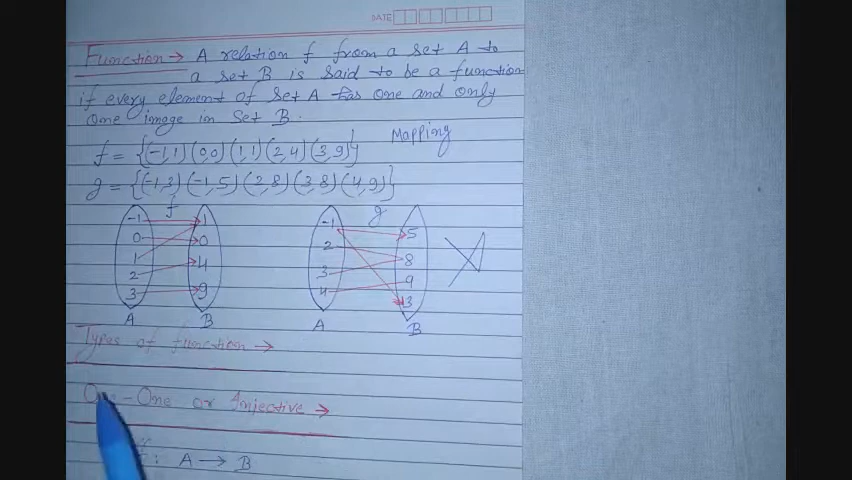 DATE
Function → A relation f from a set A to
a set B is said to be a function
if every element of set A has one and only
one image in set B.
Mapping
f = {(-1,1)(0,0)(1,1)(2,4)(3,9)}
g = {(-1,3)(-1,5)(2,8)(3,8)(4,9)}
f g
-1 1 -1 5
0 0 2 8
1 4 3 9
2 9 4 3
3
A B A B
Types of function →
One-One or Injective →
f: A → B